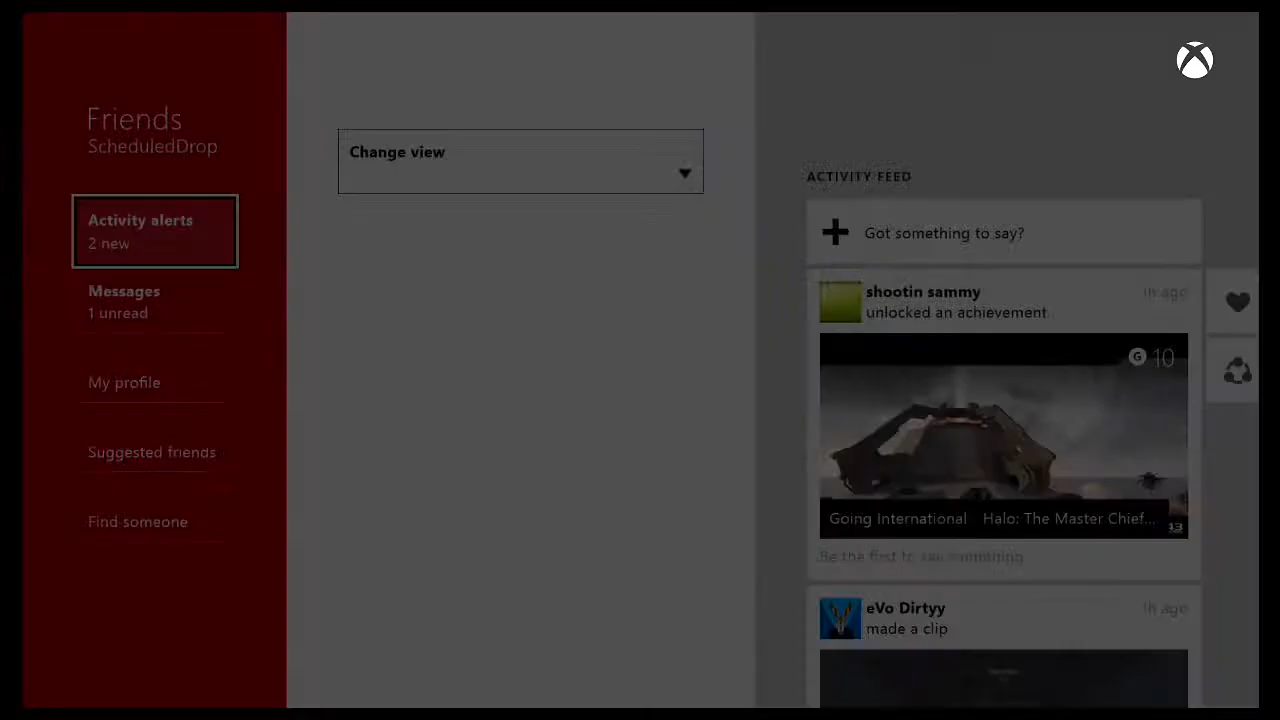 Friends
ScheduledDrop
Activity alerts
2 new
Messages
1 unread
My profile
Suggested friends
Find someone
Change view
ACTIVITY FEED
Got something to say?
shootin sammy
1h ago
unlocked an achievement
G 10
Going International Halo: The Master Chief...
Be the first to say something
eVo Dirtyy
1h ago
made a clip